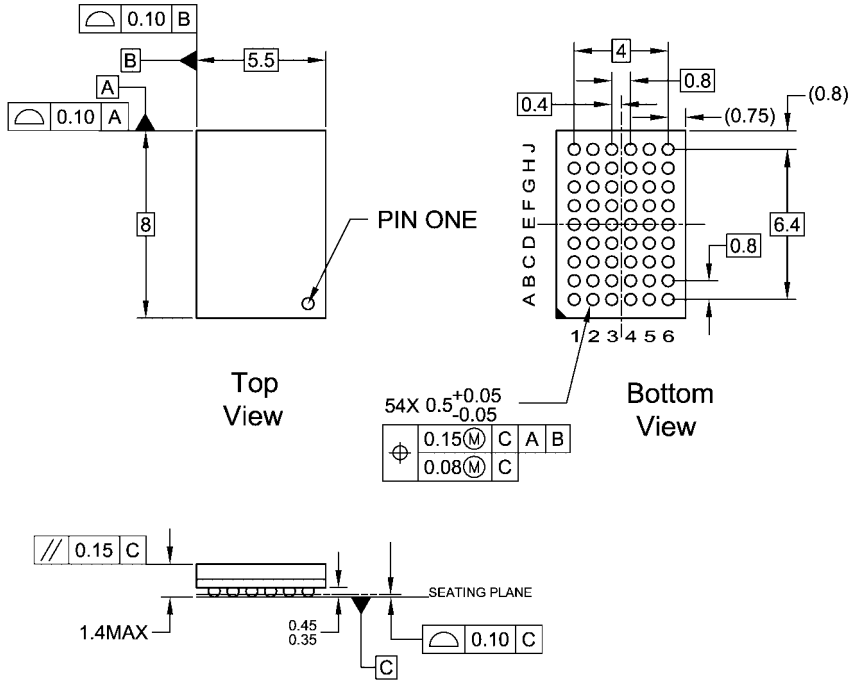 0.10 B
B
5.5
A
0.10 A
8
PIN ONE
Top
View
4
0.8
0.4
(0.75)
(0.8)
J
H
G
F
E
D
C
B
A
6.4
0.8
1 2 3 4 5 6
54X 0.5 +0.05
-0.05
0.15Ⓜ C A B
0.08Ⓜ C
Bottom
View
// 0.15 C
1.4MAX
0.45
0.35
SEATING PLANE
0.10 C
C